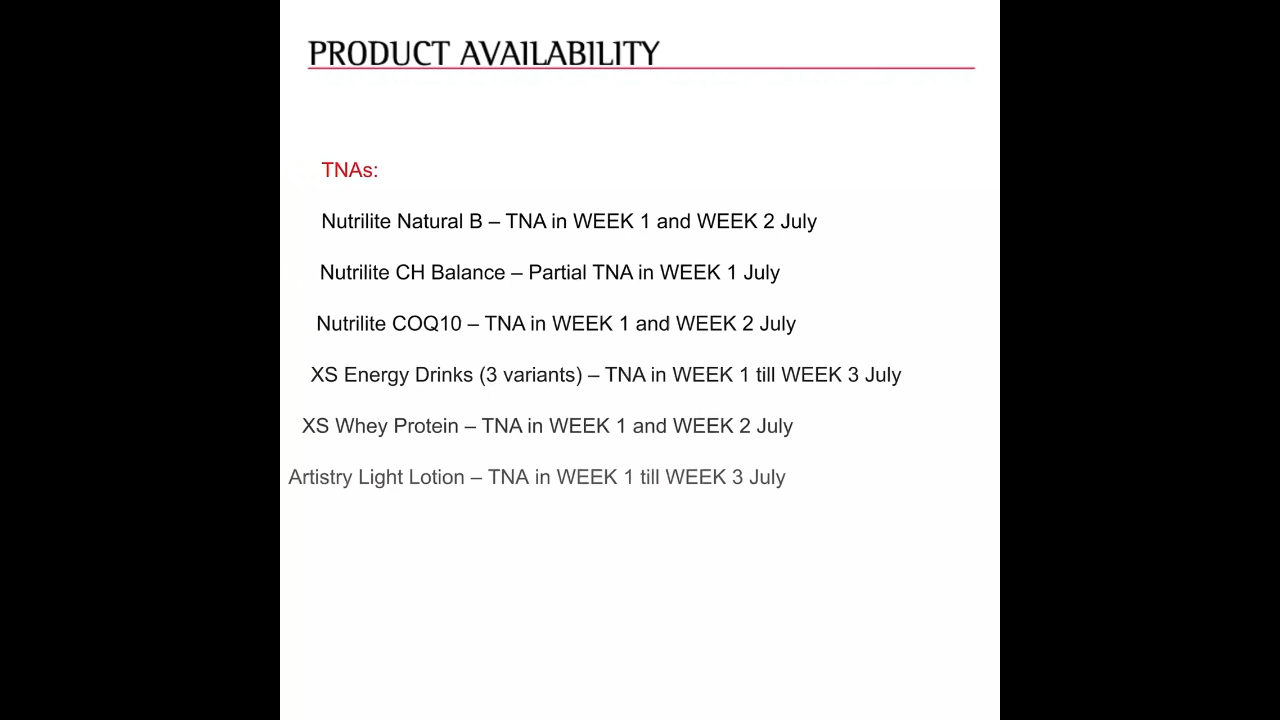 PRODUCT AVAILABILITY
TNAs:
Nutrilite Natural B – TNA in WEEK 1 and WEEK 2 July
Nutrilite CH Balance – Partial TNA in WEEK 1 July
Nutrilite COQ10 – TNA in WEEK 1 and WEEK 2 July
XS Energy Drinks (3 variants) – TNA in WEEK 1 till WEEK 3 July
XS Whey Protein – TNA in WEEK 1 and WEEK 2 July
Artistry Light Lotion – TNA in WEEK 1 till WEEK 3 July